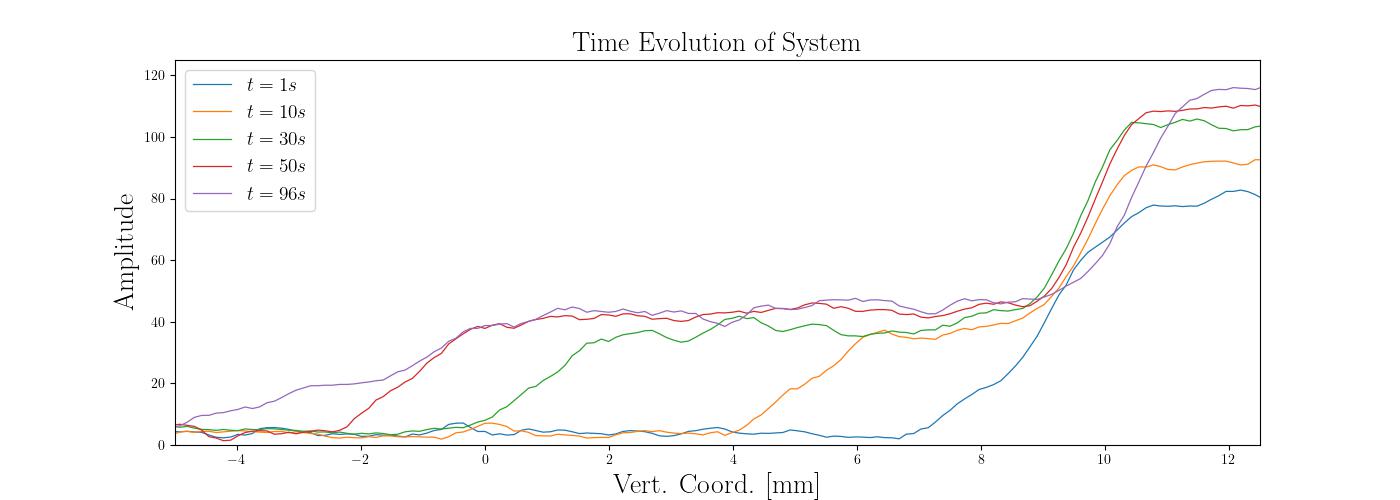 Time Evolution of System
t = 1s
t = 10s
t = 30s
t = 50s
t = 96s
Amplitude
120
100
80
60
40
20
0
−4 −2 0 2 4 6 8 10 12
Vert. Coord. [mm]